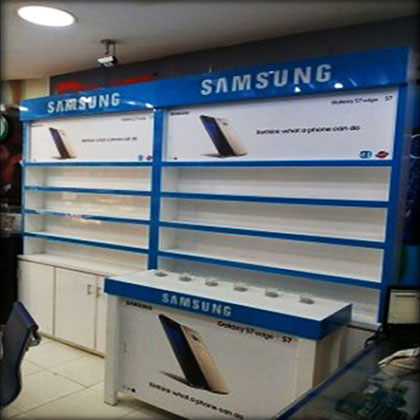 SAMSUNG
SAMSUNG
Rethink what a phone can do
Galaxy S7 edge S7
Rethink what a phone can do
SAMSUNG
SAMSUNG
Galaxy S7 edge S7
Rethink what a phone can do